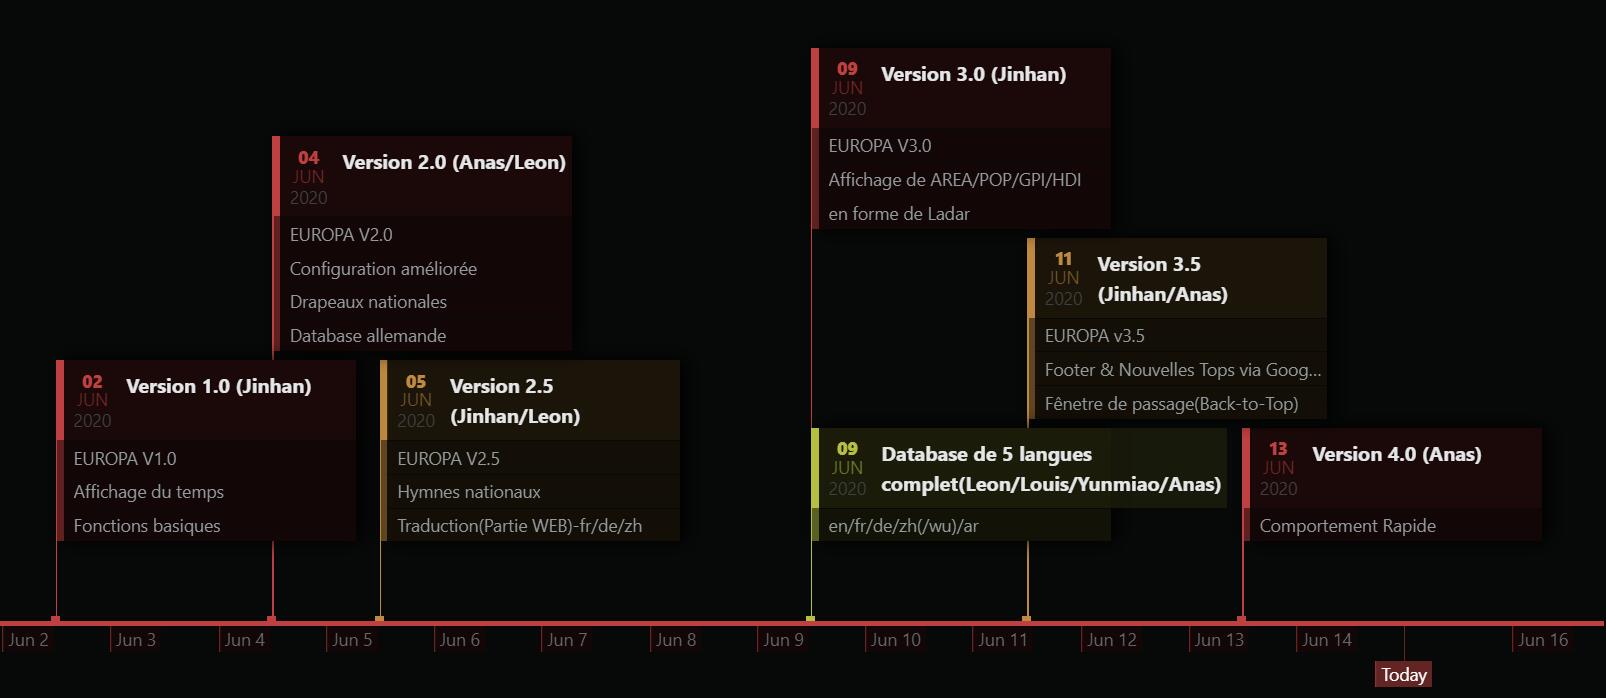 09
JUN
2020
Version 3.0 (Jinhan)
EUROPA V3.0
Affichage de AREA/POP/GPI/HDI
en forme de Ladar
04
JUN
2020
Version 2.0 (Anas/Leon)
EUROPA V2.0
Configuration améliorée
Drapeaux nationales
Database allemande
11
JUN
2020
Version 3.5
(Jinhan/Anas)
EUROPA v3.5
Footer & Nouvelles Tops via Goog...
Fênetre de passage(Back-to-Top)
02
JUN
2020
Version 1.0 (Jinhan)
EUROPA V1.0
Affichage du temps
Fonctions basiques
05
JUN
2020
Version 2.5
(Jinhan/Leon)
EUROPA V2.5
Hymnes nationaux
Traduction(Partie WEB)-fr/de/zh
09
JUN
2020
Database de 5 langues
complet(Leon/Louis/Yunmiao/Anas)
en/fr/de/zh(/wu)/ar
13
JUN
2020
Version 4.0 (Anas)
Comportement Rapide
Jun 2
Jun 3
Jun 4
Jun 5
Jun 6
Jun 7
Jun 8
Jun 9
Jun 10
Jun 11
Jun 12
Jun 13
Jun 14
Jun 16
Today